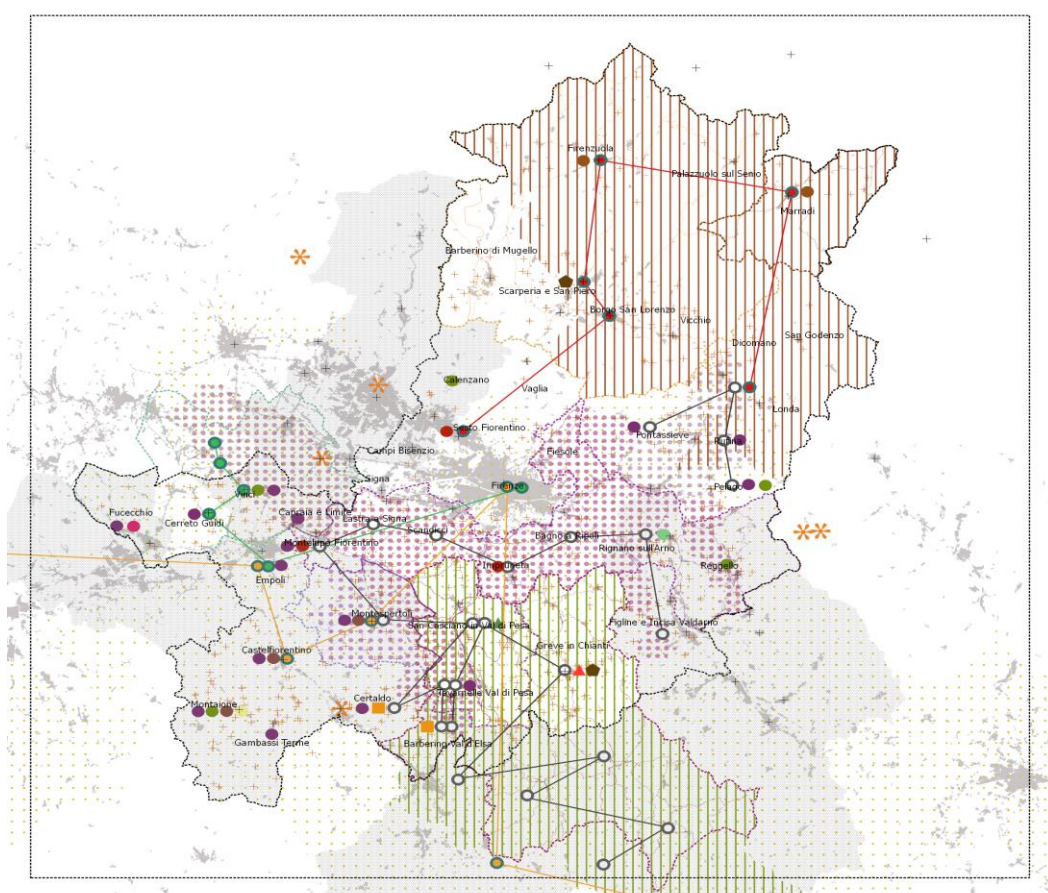 Firenzuola
Palazzuolo sul Senio
Marradi
Barberino di Mugello
Scarperia e San Piero
Borgo San Lorenzo
Vicchio
San Godenzo
Dicomano
Calenzano
Vaglia
Londa
Sesto Fiorentino
Pontassieve
Rufina
Campi Bisenzio
Fiesole
Signa
Firenze
Pelago
Vinci
Fucecchio
Cerreto Guidi
Capraia e Limite
Lastra a Signa
Scandicci
Bagno a Ripoli
Montelupo Fiorentino
Rignano sull'Arno
Empoli
Impruneta
Reggello
Montespertoli
San Casciano in Val di Pesa
Figline e Incisa Valdarno
Castelfiorentino
Greve in Chianti
Certaldo
Tavarnelle Val di Pesa
Montaione
Gambassi Terme
Barberino Val d'Elsa